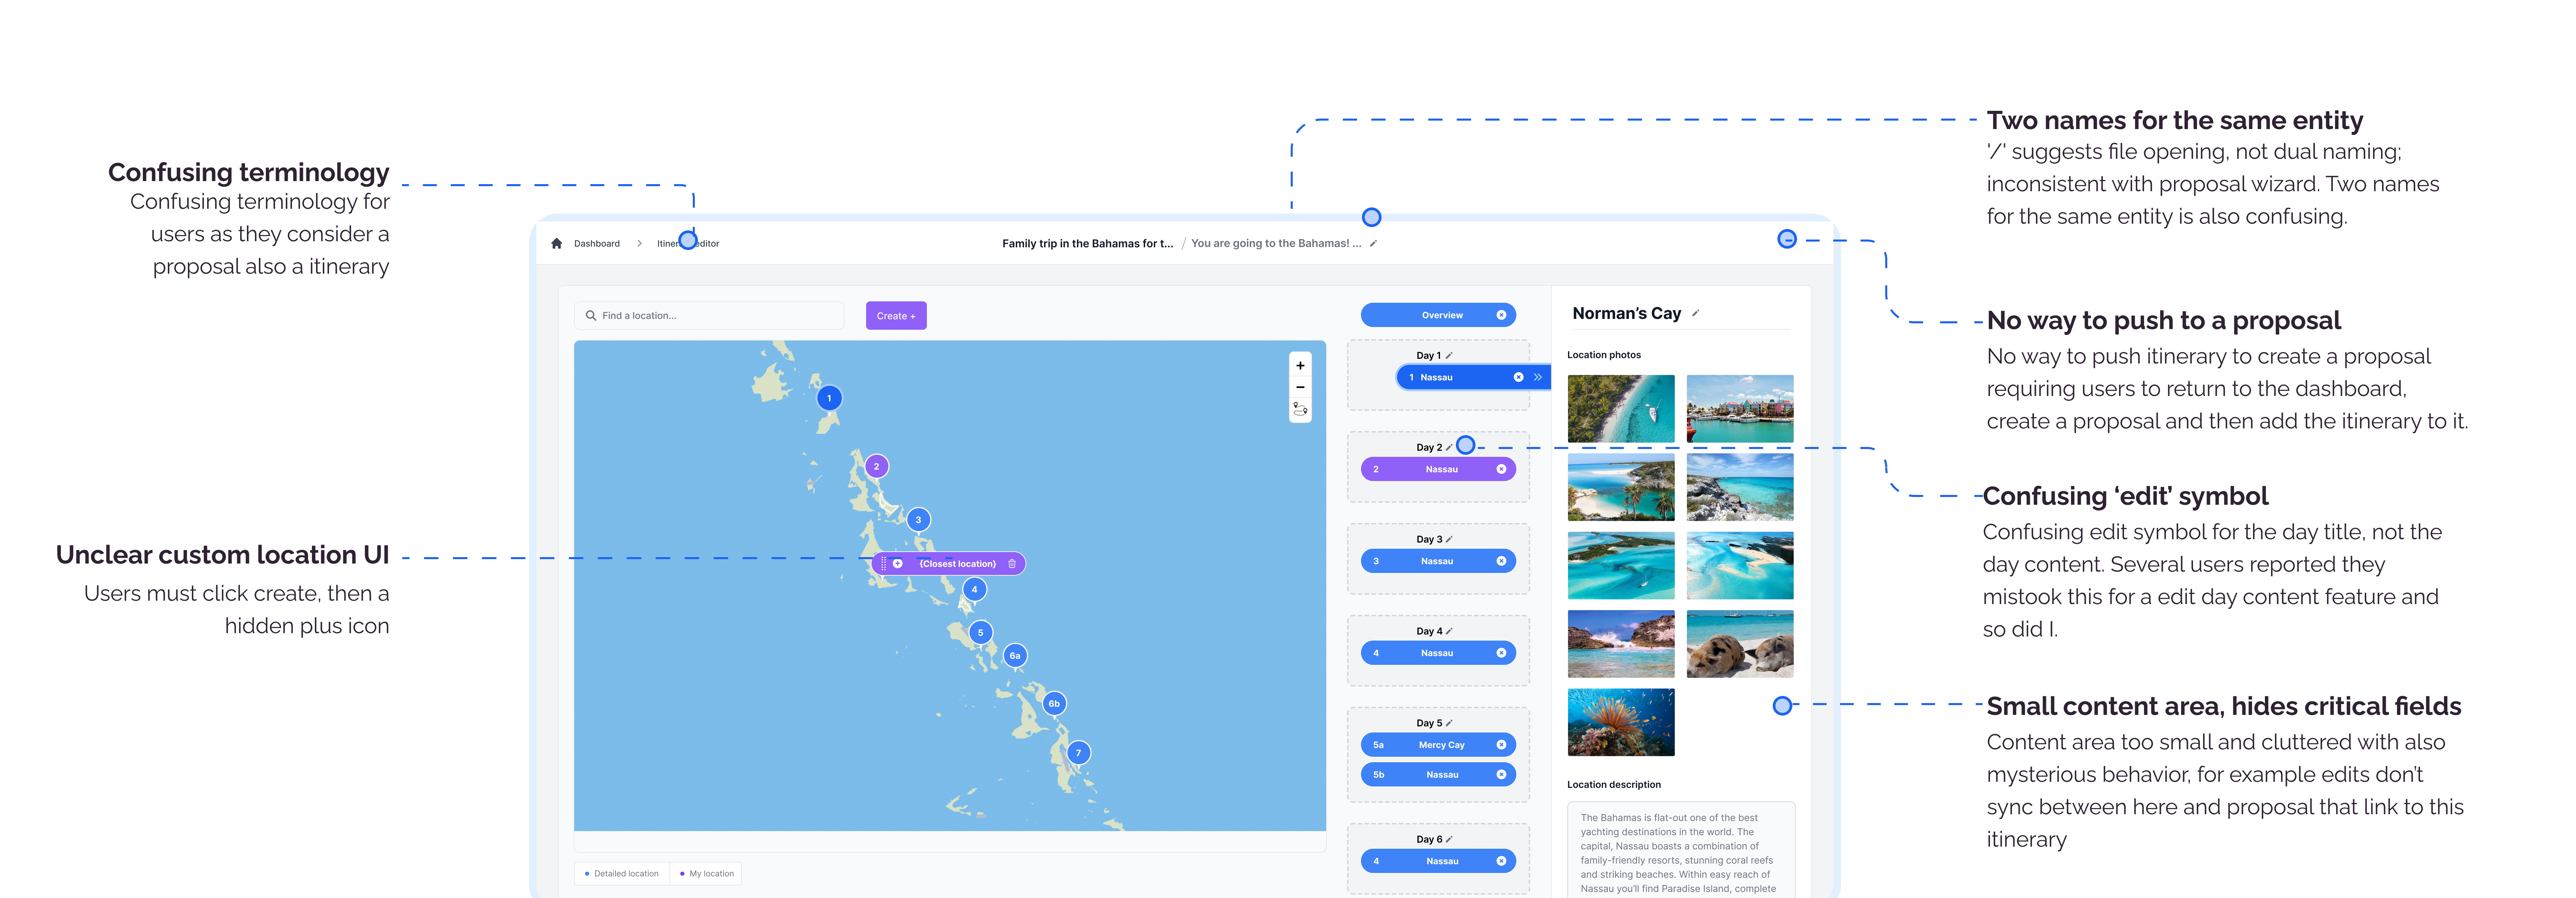 Confusing terminology
Confusing terminology for
users as they consider a
proposal also a itinerary
Unclear custom location UI
Users must click create, then a
hidden plus icon
Dashboard
editor
Family trip in the Bahamas for t...
/ You are going to the Bahamas! ...
Find a location...
Create +
1
2
3
{Closest location}
4
5
6a
6b
7
Detailed location
My location
Overview
Day 1
1 Nassau
Day 2
2 Nassau
Day 3
3 Nassau
Day 4
4 Nassau
Day 5
5a Mercy Cay
5b Nassau
Day 6
4 Nassau
Norman's Cay
Location photos
Location description
The Bahamas is flat-out one of the best
yachting destinations in the world. The
capital, Nassau boasts a combination of
family-friendly resorts, stunning coral reefs
and striking beaches. Within easy reach of
Nassau you'll find Paradise Island, complete
Two names for the same entity
'/' suggests file opening, not dual naming;
inconsistent with proposal wizard. Two names
for the same entity is also confusing.
No way to push to a proposal
No way to push itinerary to create a proposal
requiring users to return to the dashboard,
create a proposal and then add the itinerary to it.
Confusing ‘edit’ symbol
Confusing edit symbol for the day title, not the
day content. Several users reported they
mistook this for a edit day content feature and
so did I.
Small content area, hides critical fields
Content area too small and cluttered with also
mysterious behavior, for example edits don't
sync between here and proposal that link to this
itinerary